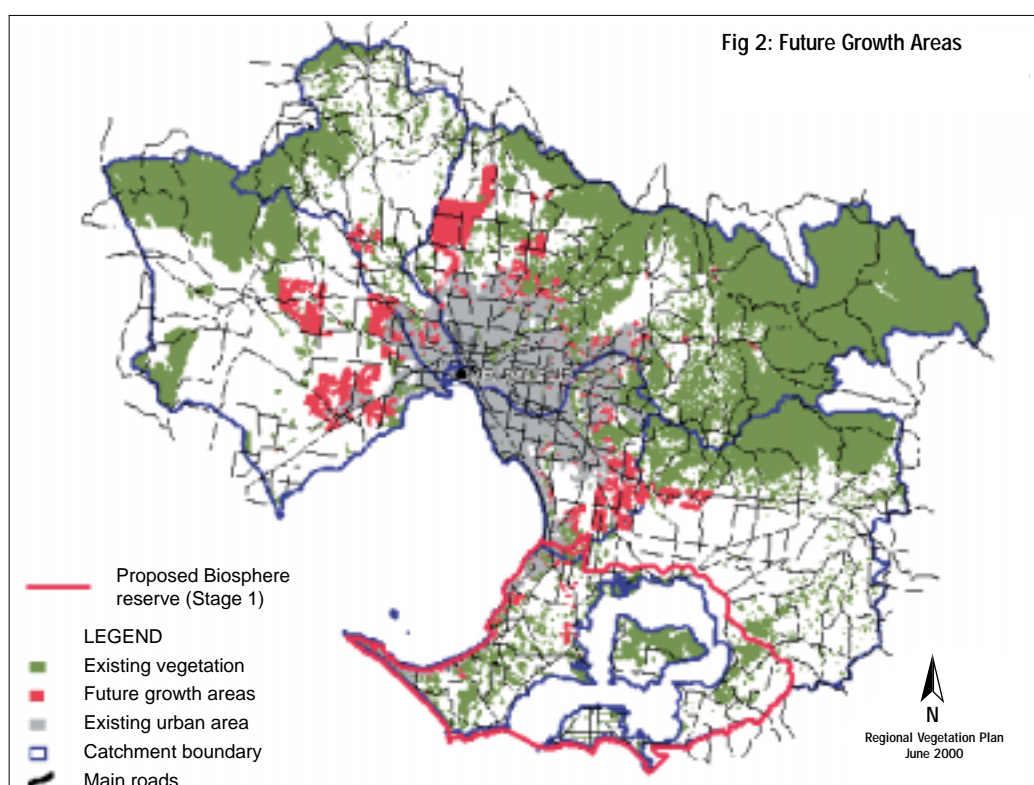 Fig 2: Future Growth Areas
MELBOURNE
Proposed Biosphere
reserve (Stage 1)
LEGEND
Existing vegetation
Future growth areas
Existing urban area
Catchment boundary
Main roads
N
Regional Vegetation Plan
June 2000